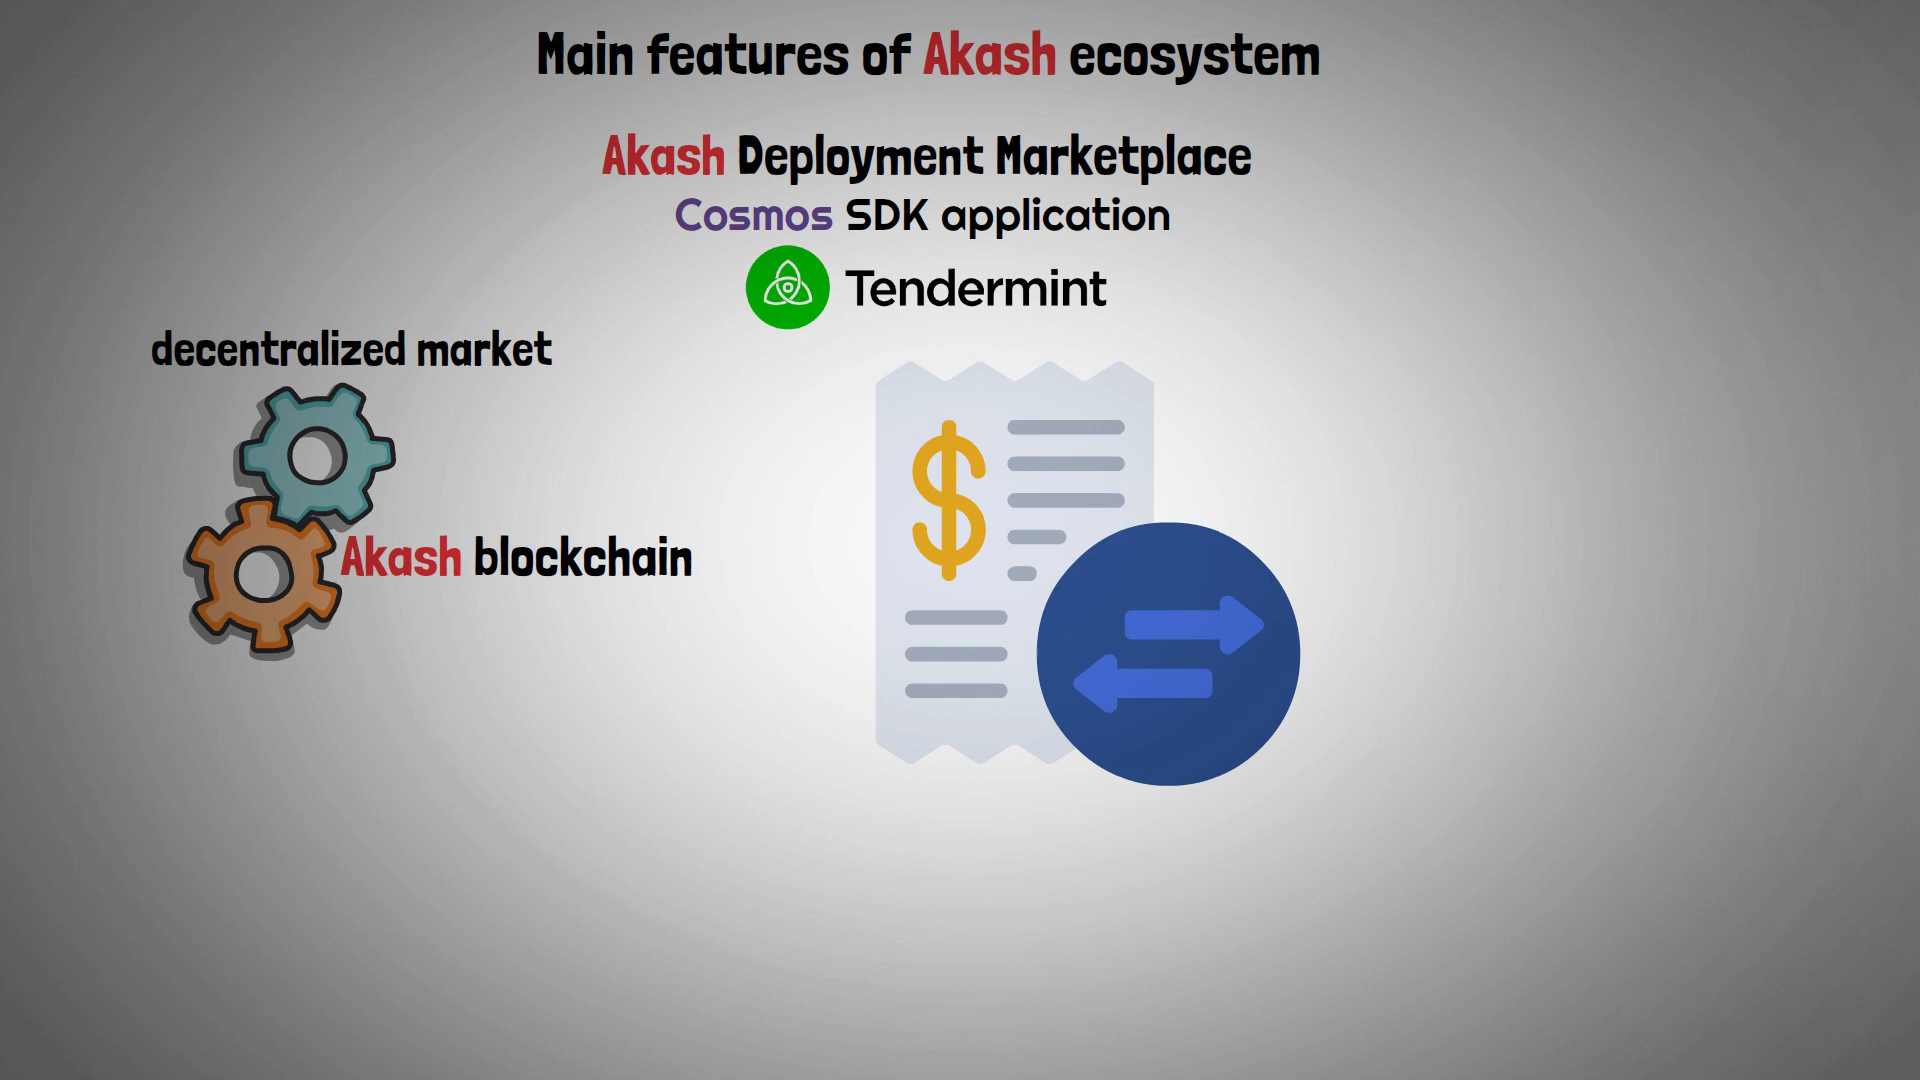 Main features of Akash ecosystem
Akash Deployment Marketplace
Cosmos SDK application
Tendermint
decentralized market
Akash blockchain